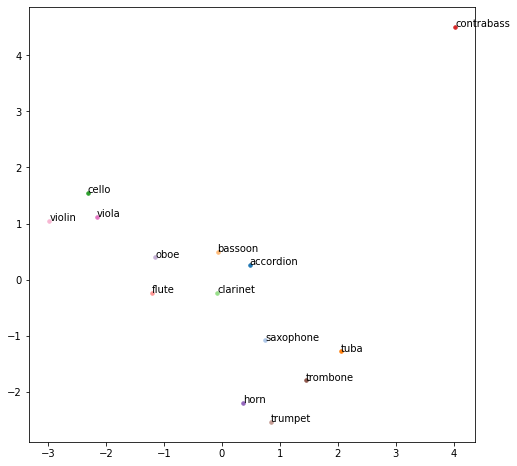 contrabass
4
3
2
cello
violin
viola
1
bassoon
oboe
accordion
0
flute
clarinet
−1
saxophone
tuba
trombone
−2
horn
trumpet
−3 −2 −1 0 1 2 3 4